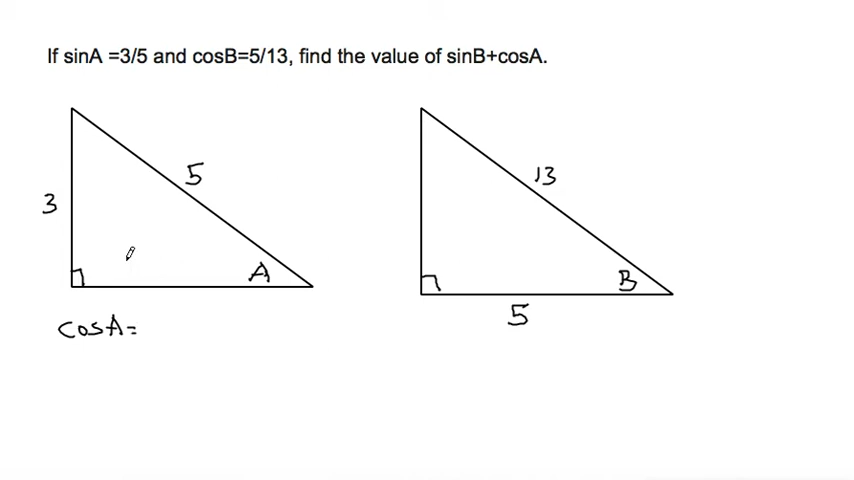 If sinA =3/5 and cosB=5/13, find the value of sinB+cosA.
5
3
A
cosA=
13
B
5